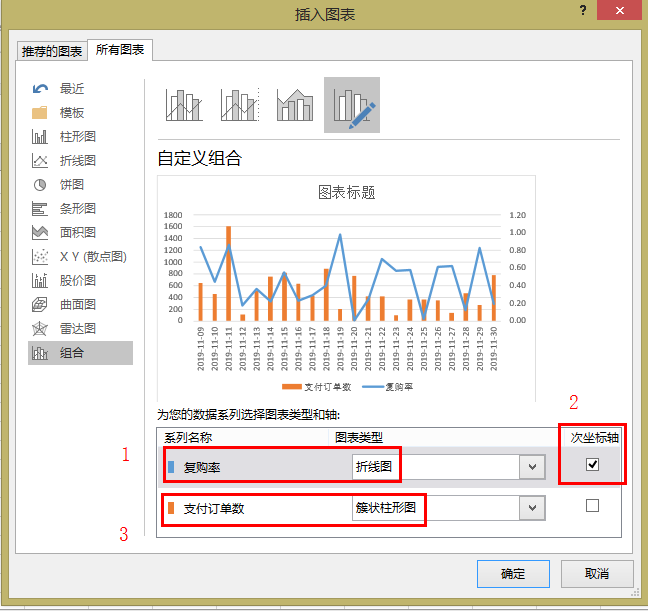 插入图表
? ×
推荐的图表 所有图表
最近
模板
柱形图
折线图
饼图
条形图
面积图
X Y (散点图)
股价图
曲面图
雷达图
组合
自定义组合
图表标题
1800 1.20
1600
1400 1.00
1200 0.80
1000
800 0.60
600 0.40
400
200 0.20
0 0.00
2019-11-09 2019-11-10 2019-11-11 2019-11-12 2019-11-13 2019-11-14 2019-11-15 2019-11-16 2019-11-17 2019-11-18 2019-11-19 2019-11-20 2019-11-21 2019-11-22 2019-11-23 2019-11-24 2019-11-25 2019-11-26 2019-11-27 2019-11-28 2019-11-29 2019-11-30
支付订单数 复购率
为您的数据系列选择图表类型和轴:
2
系列名称 图表类型 次坐标轴
1
复购率 折线图
支付订单数 簇状柱形图
3
确定 取消